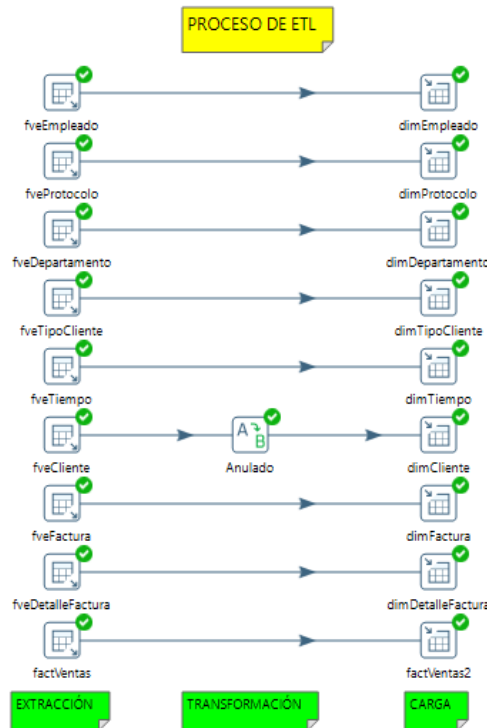 PROCESO DE ETL
fveEmpleado
dimEmpleado
fveProtocolo
dimProtocolo
fveDepartamento
dimDepartamento
fveTipoCliente
dimTipoCliente
fveTiempo
dimTiempo
A
B
fveCliente
Anulado
dimCliente
fveFactura
dimFactura
fveDetalleFactura
dimDetalleFactura
factVentas
factVentas2
EXTRACCIÓN
TRANSFORMACIÓN
CARGA